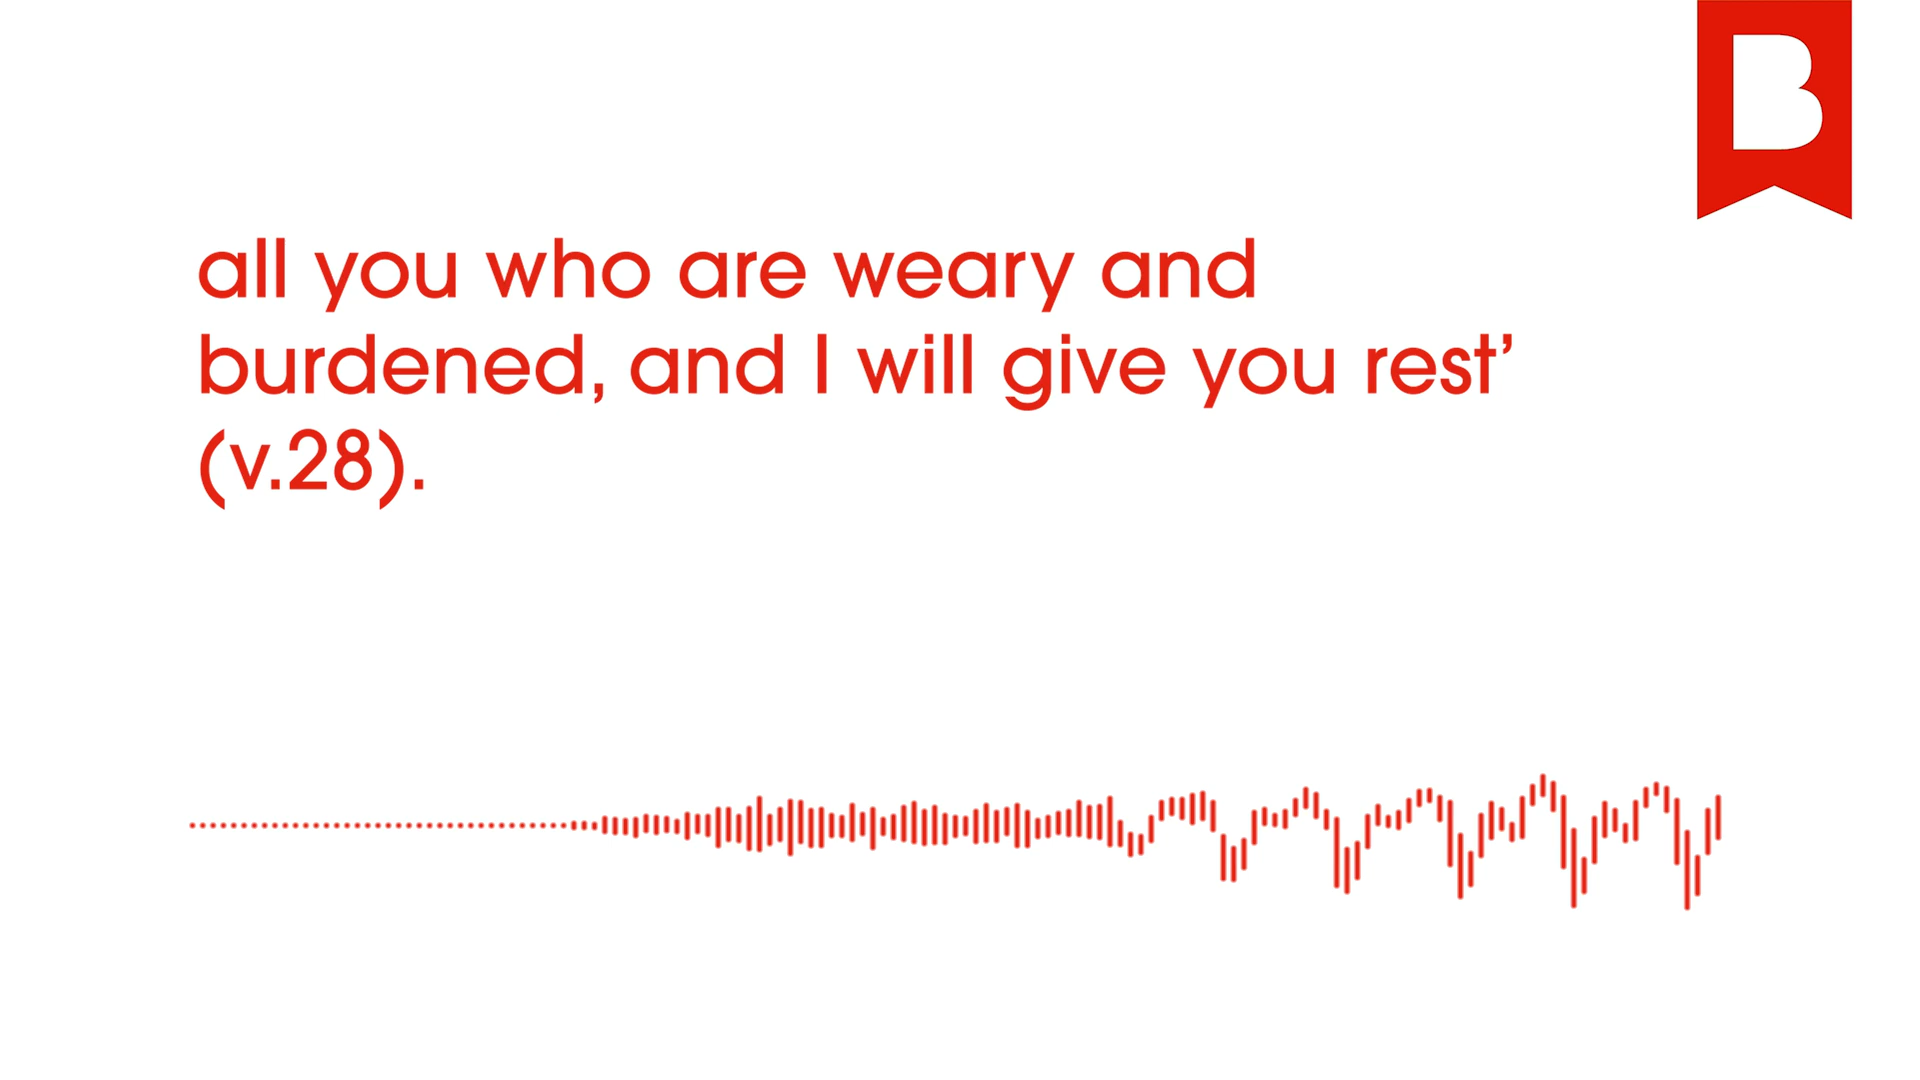 B
all you who are weary and
burdened, and I will give you rest’
(v.28).